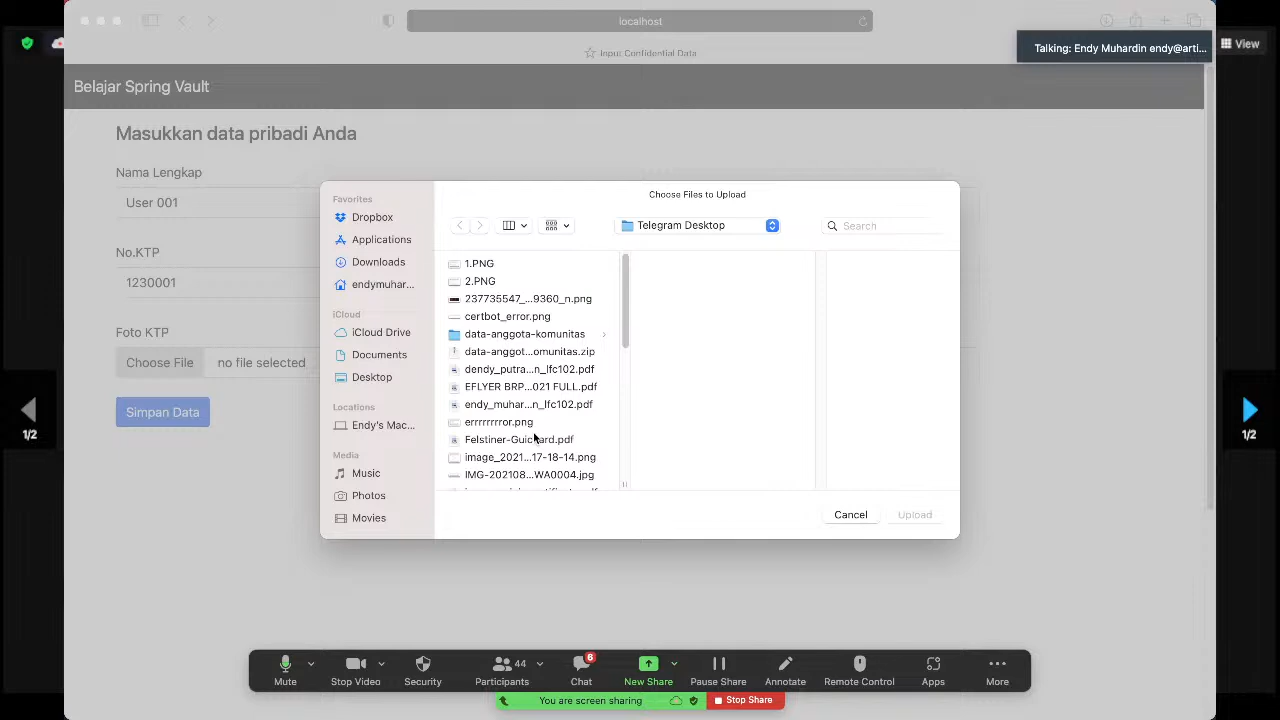 localhost
Input Confidential Data
Talking: Endy Muhardin endy@arti...
View
Belajar Spring Vault
Masukkan data pribadi Anda
Nama Lengkap
User 001
No.KTP
1230001
Foto KTP
Choose File no file selected
Simpan Data
Choose Files to Upload
Favorites
Dropbox
Applications
Downloads
endymuhar...
iCloud
iCloud Drive
Documents
Desktop
Locations
Endy's Mac...
Media
Music
Photos
Movies
Telegram Desktop
Search
1.PNG
2.PNG
237735547_...9360_n.png
certbot_error.png
data-anggota-komunitas
data-anggot...omunitas.zip
dendy_putra...n_lfc102.pdf
EFLYER BRP...021 FULL.pdf
endy_muhar...n_lfc102.pdf
errrrrrrror.png
image_2021...17-18-14.png
IMG-202108...WA0004.jpg
Cancel Upload
1/2
1/2
Mute
Stop Video
Security
Participants 44
Chat 6
New Share
Pause Share
Annotate
Remote Control
Apps
More
You are screen sharing
Stop Share